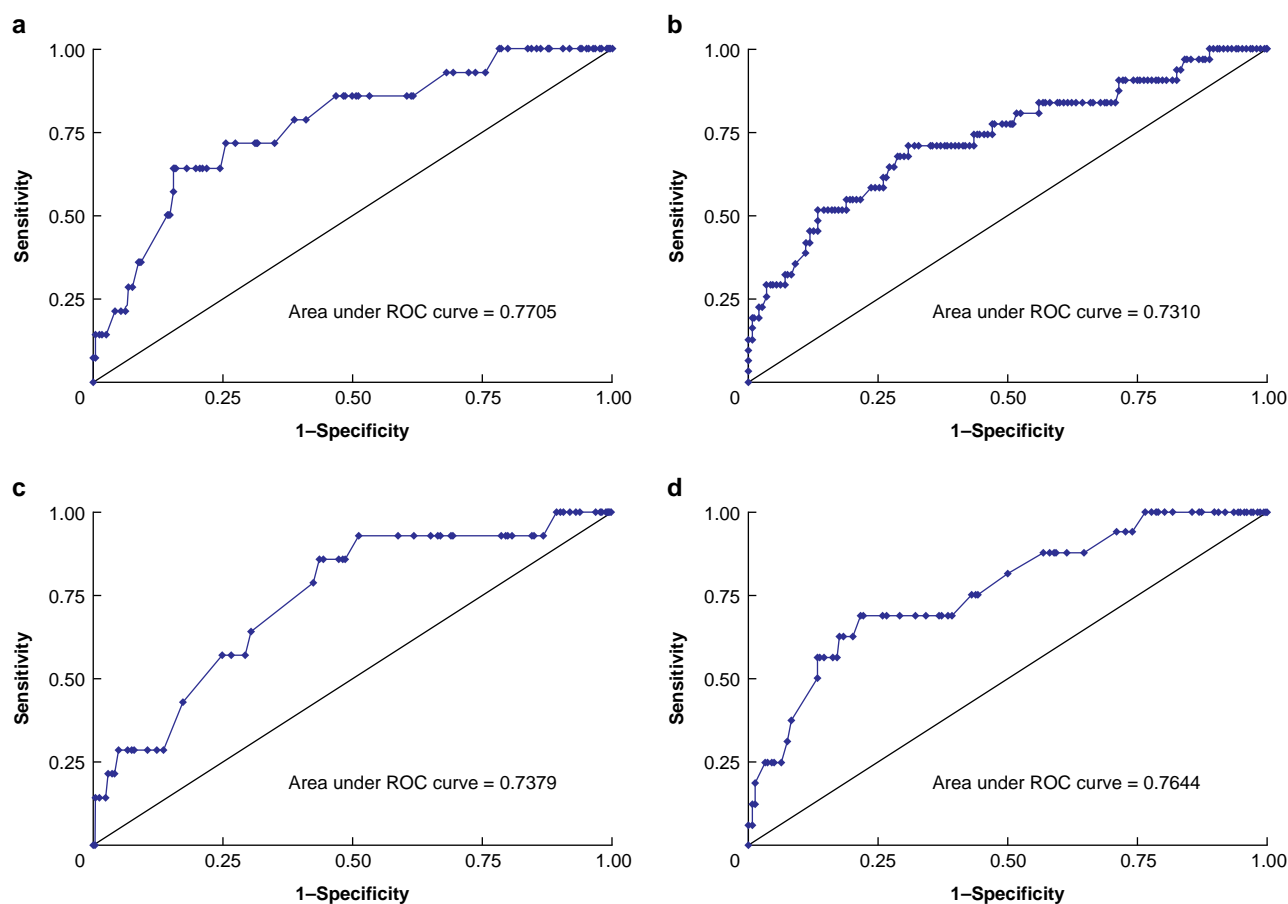 a
1.00
0.75
0.50
0.25
0
Sensitivity
Area under ROC curve = 0.7705
0.25 0.50 0.75 1.00
1–Specificity
b
1.00
0.75
0.50
0.25
0
Sensitivity
Area under ROC curve = 0.7310
0.25 0.50 0.75 1.00
1–Specificity
c
1.00
0.75
0.50
0.25
0
Sensitivity
Area under ROC curve = 0.7379
0.25 0.50 0.75 1.00
1–Specificity
d
1.00
0.75
0.50
0.25
0
Sensitivity
Area under ROC curve = 0.7644
0.25 0.50 0.75 1.00
1–Specificity